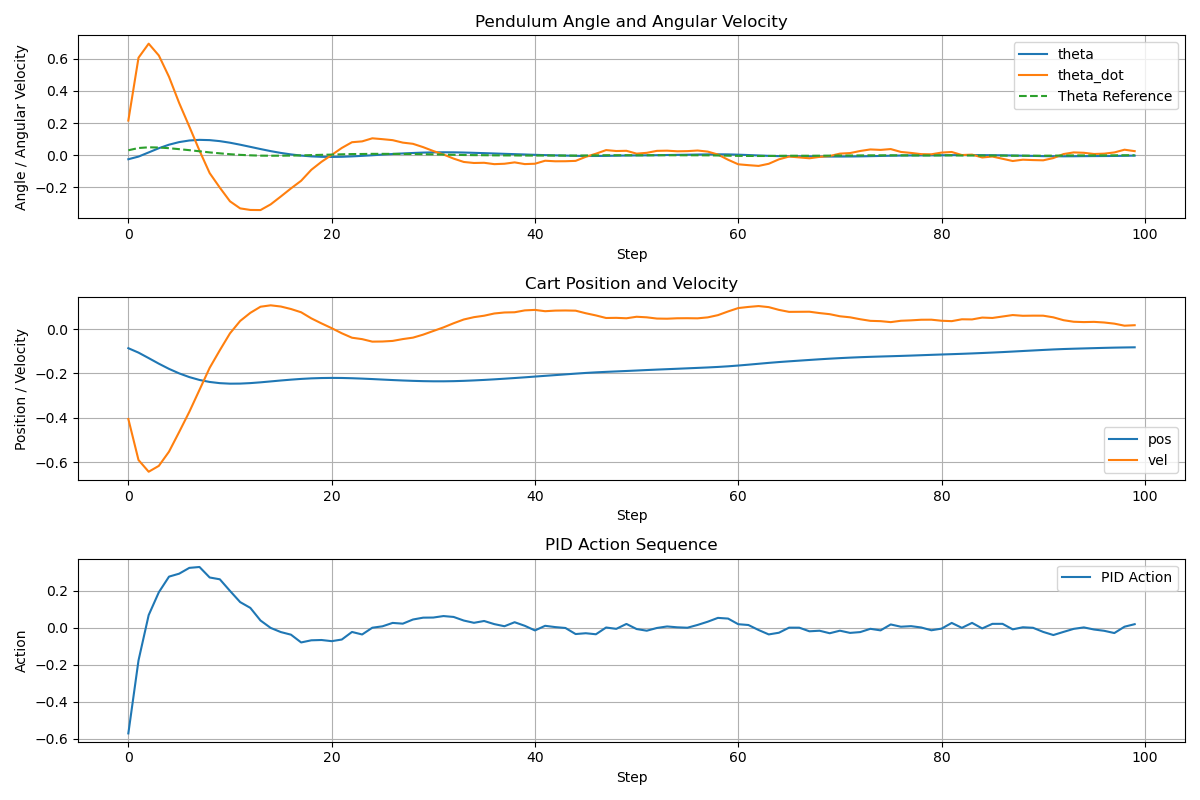 Pendulum Angle and Angular Velocity
Angle / Angular Velocity
0.6
0.4
0.2
0.0
−0.2
theta
theta_dot
Theta Reference
0 20 40 60 80 100
Step
Cart Position and Velocity
Position / Velocity
0.0
−0.2
−0.4
−0.6
pos
vel
0 20 40 60 80 100
Step
PID Action Sequence
Action
0.2
0.0
−0.2
−0.4
−0.6
PID Action
0 20 40 60 80 100
Step